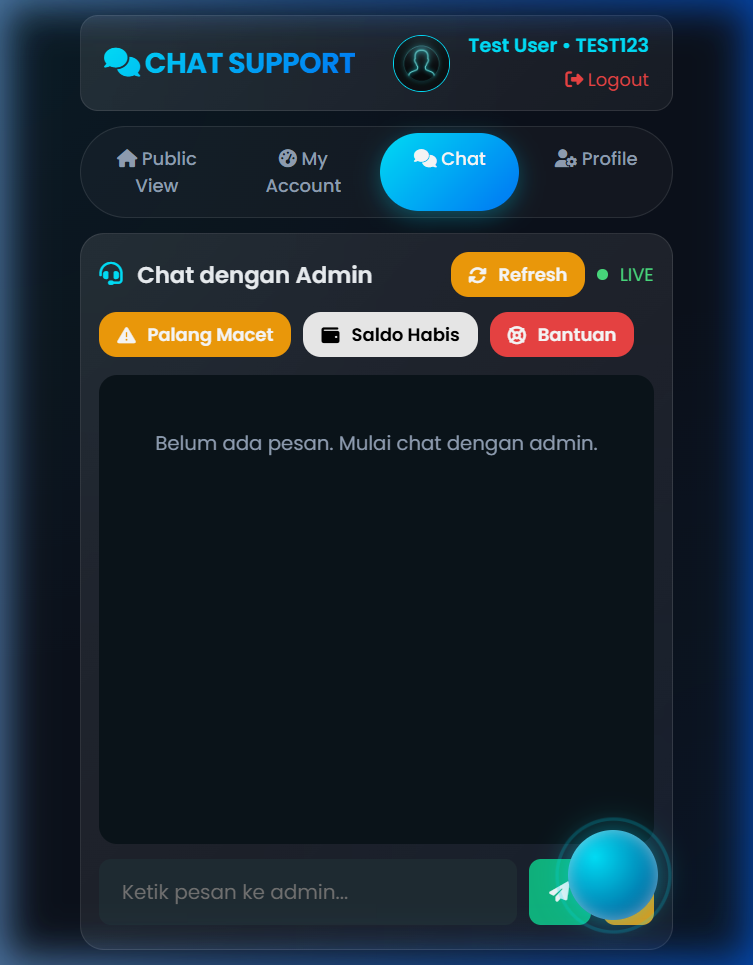 CHAT SUPPORT
Test User • TEST123
Logout
Public
View
My
Account
Chat
Profile
Chat dengan Admin
Refresh
LIVE
Palang Macet
Saldo Habis
Bantuan
Belum ada pesan. Mulai chat dengan admin.
Ketik pesan ke admin...